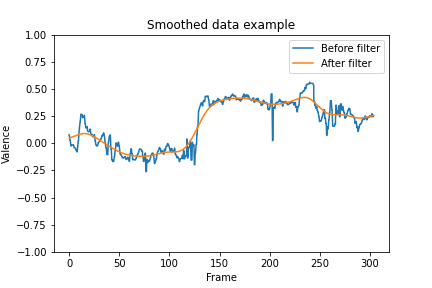 Smoothed data example
Before filter
After filter
1.00
0.75
0.50
0.25
0.00
−0.25
−0.50
−0.75
−1.00
Valence
0 50 100 150 200 250 300
Frame